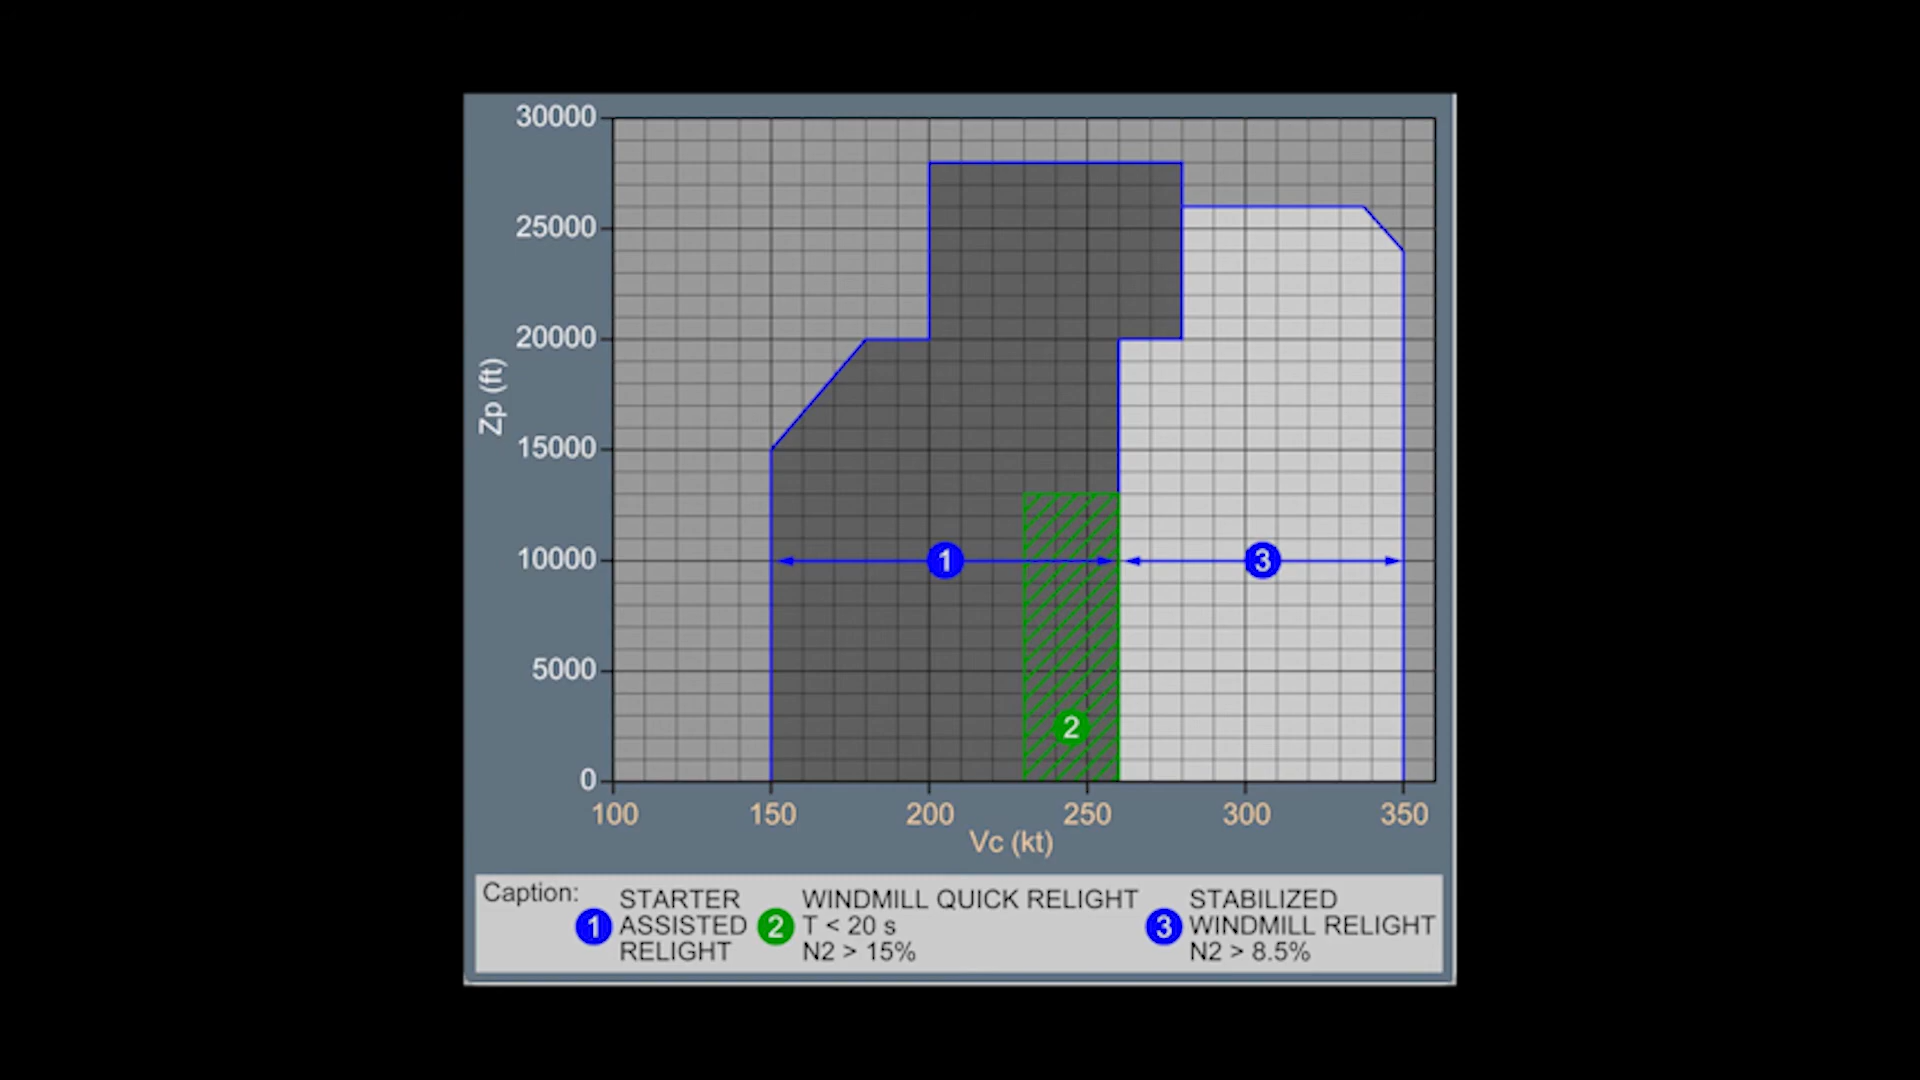 30000
25000
20000
15000
10000
5000
0
Zp (ft)
1
3
2
100 150 200 250 300 350
Vc (kt)
Caption:
1 STARTER
ASSISTED
RELIGHT
2 WINDMILL QUICK RELIGHT
T < 20 s
N2 > 15%
3 STABILIZED
WINDMILL RELIGHT
N2 > 8.5%